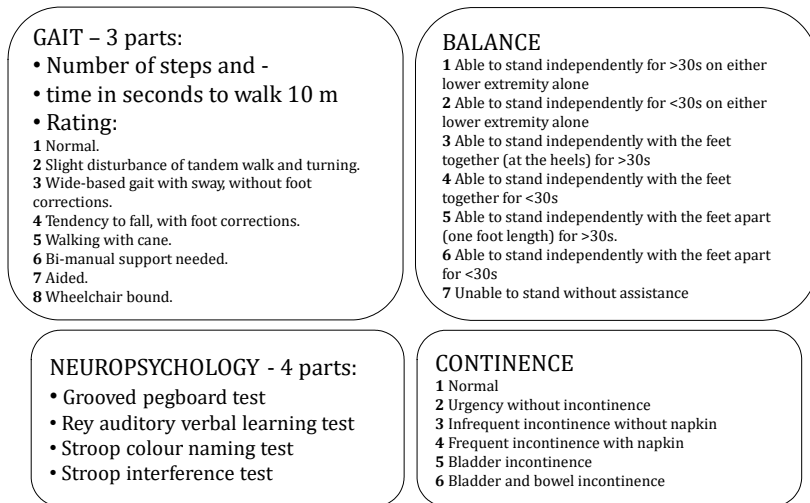 GAIT – 3 parts:
• Number of steps and -
• time in seconds to walk 10 m
• Rating:
1 Normal.
2 Slight disturbance of tandem walk and turning.
3 Wide-based gait with sway, without foot
corrections.
4 Tendency to fall, with foot corrections.
5 Walking with cane.
6 Bi-manual support needed.
7 Aided.
8 Wheelchair bound.
BALANCE
1 Able to stand independently for >30s on either
lower extremity alone
2 Able to stand independently for <30s on either
lower extremity alone
3 Able to stand independently with the feet
together (at the heels) for >30s
4 Able to stand independently with the feet
together for <30s
5 Able to stand independently with the feet apart
(one foot length) for >30s.
6 Able to stand independently with the feet apart
for <30s
7 Unable to stand without assistance
NEUROPSYCHOLOGY - 4 parts:
• Grooved pegboard test
• Rey auditory verbal learning test
• Stroop colour naming test
• Stroop interference test
CONTINENCE
1 Normal
2 Urgency without incontinence
3 Infrequent incontinence without napkin
4 Frequent incontinence with napkin
5 Bladder incontinence
6 Bladder and bowel incontinence